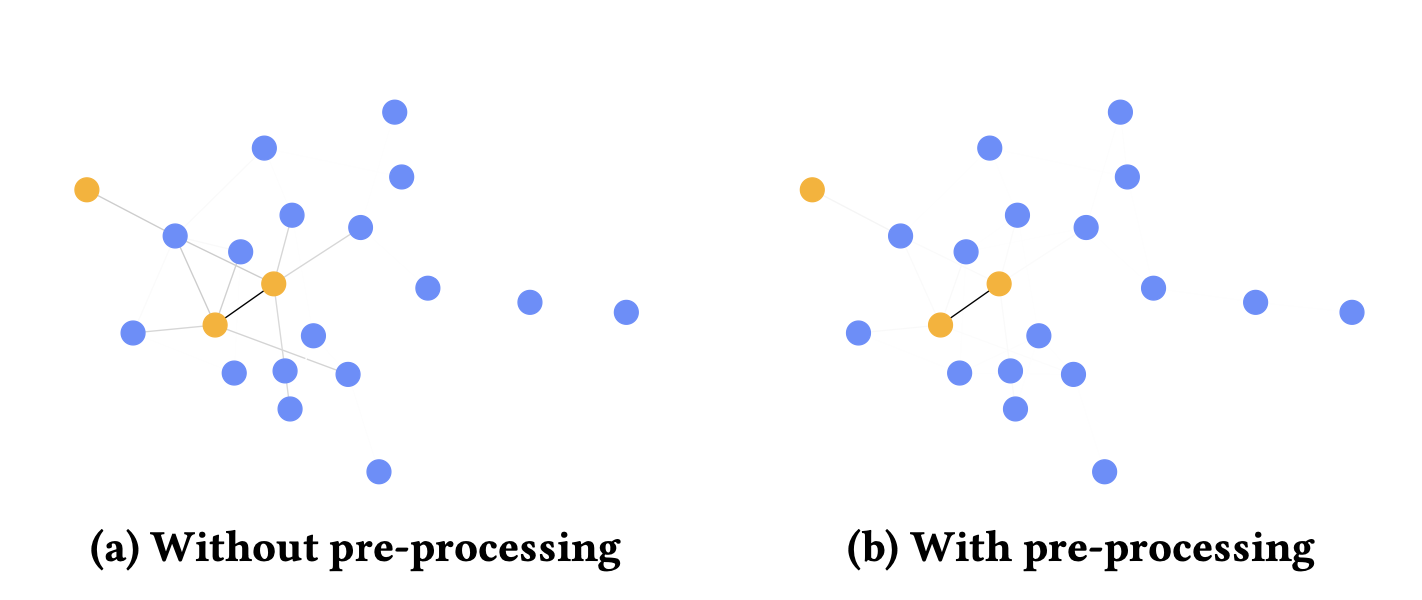 (a) Without pre-processing
(b) With pre-processing